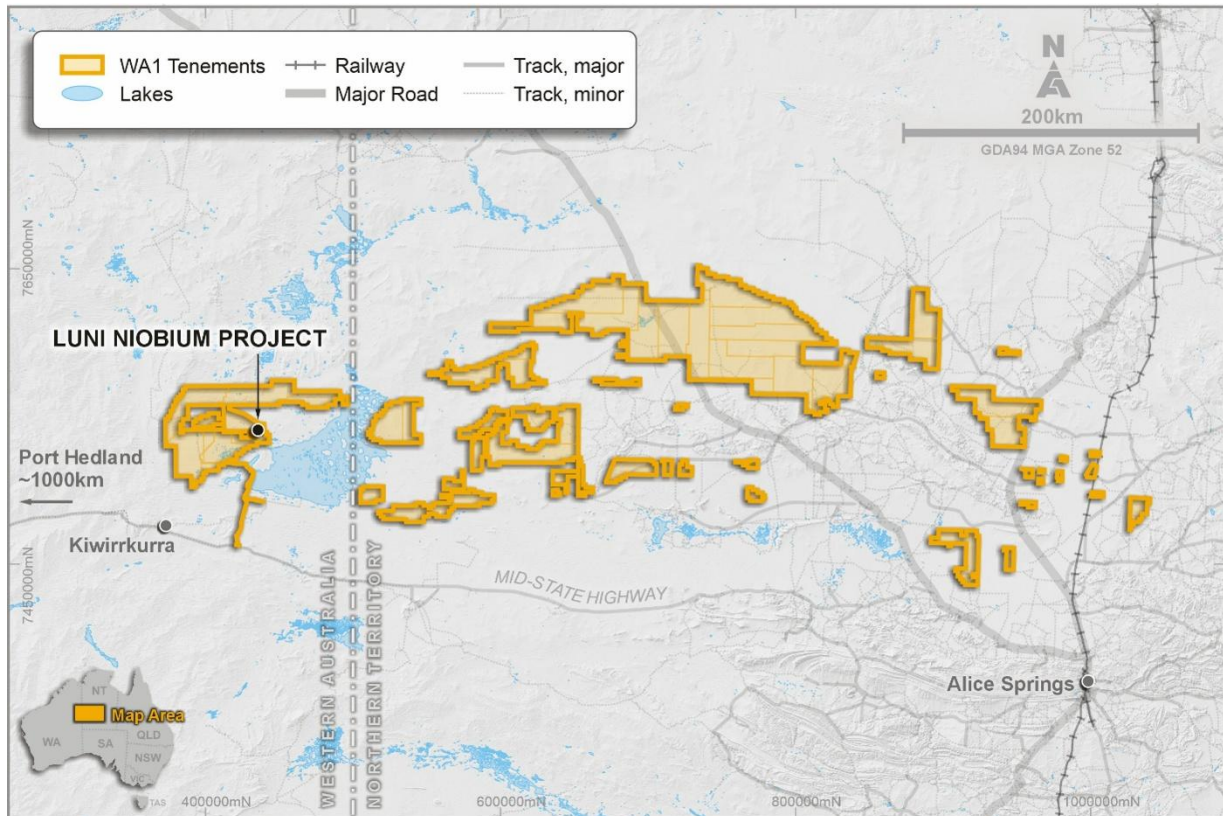 WA1 Tenements
Railway
Track, major
Lakes
Major Road
Track, minor
N
200km
GDA94 MGA Zone 52
7650000mN
LUNI NIOBIUM PROJECT
Port Hedland
~1000km
Kiwirrkurra
7450000mN
MID-STATE HIGHWAY
WESTERN AUSTRALIA
NORTHERN TERRITORY
Alice Springs
NT
Map Area
WA
QLD
SA
NSW
VIC
TAS
400000mN
600000mN
800000mN
1000000mN